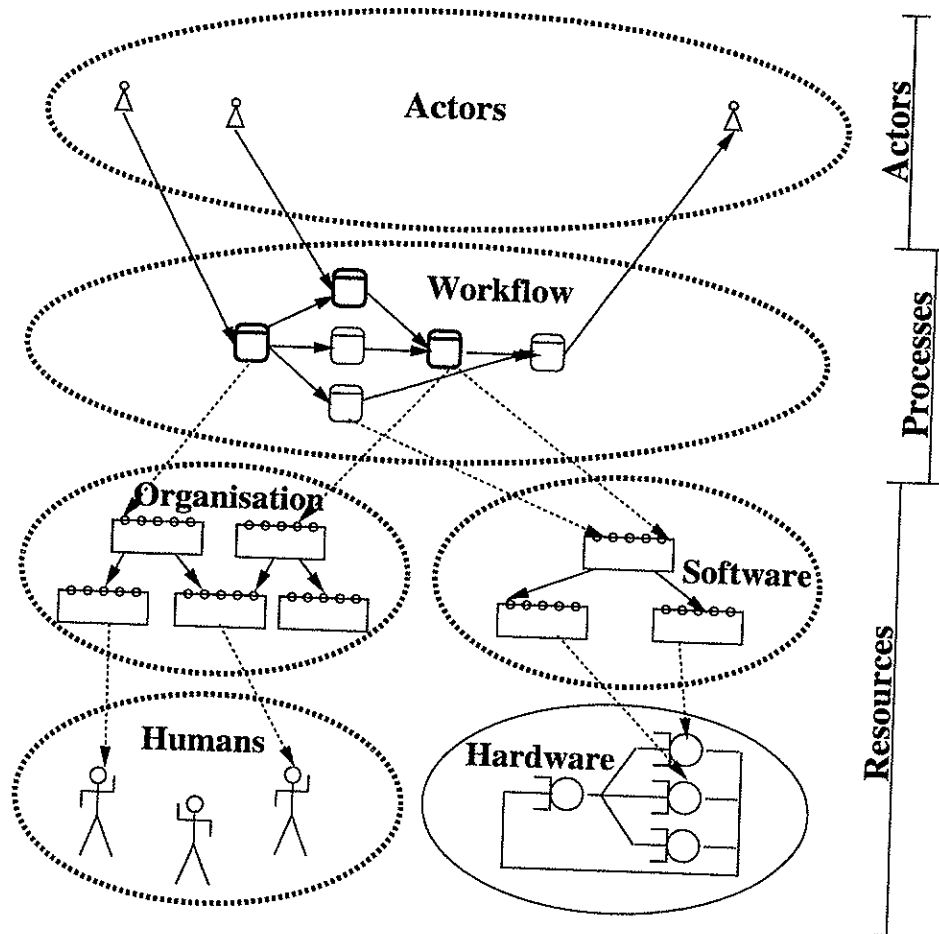 Actors
Actors
Workflow
Processes
Organisation
Software
Resources
Humans
Hardware